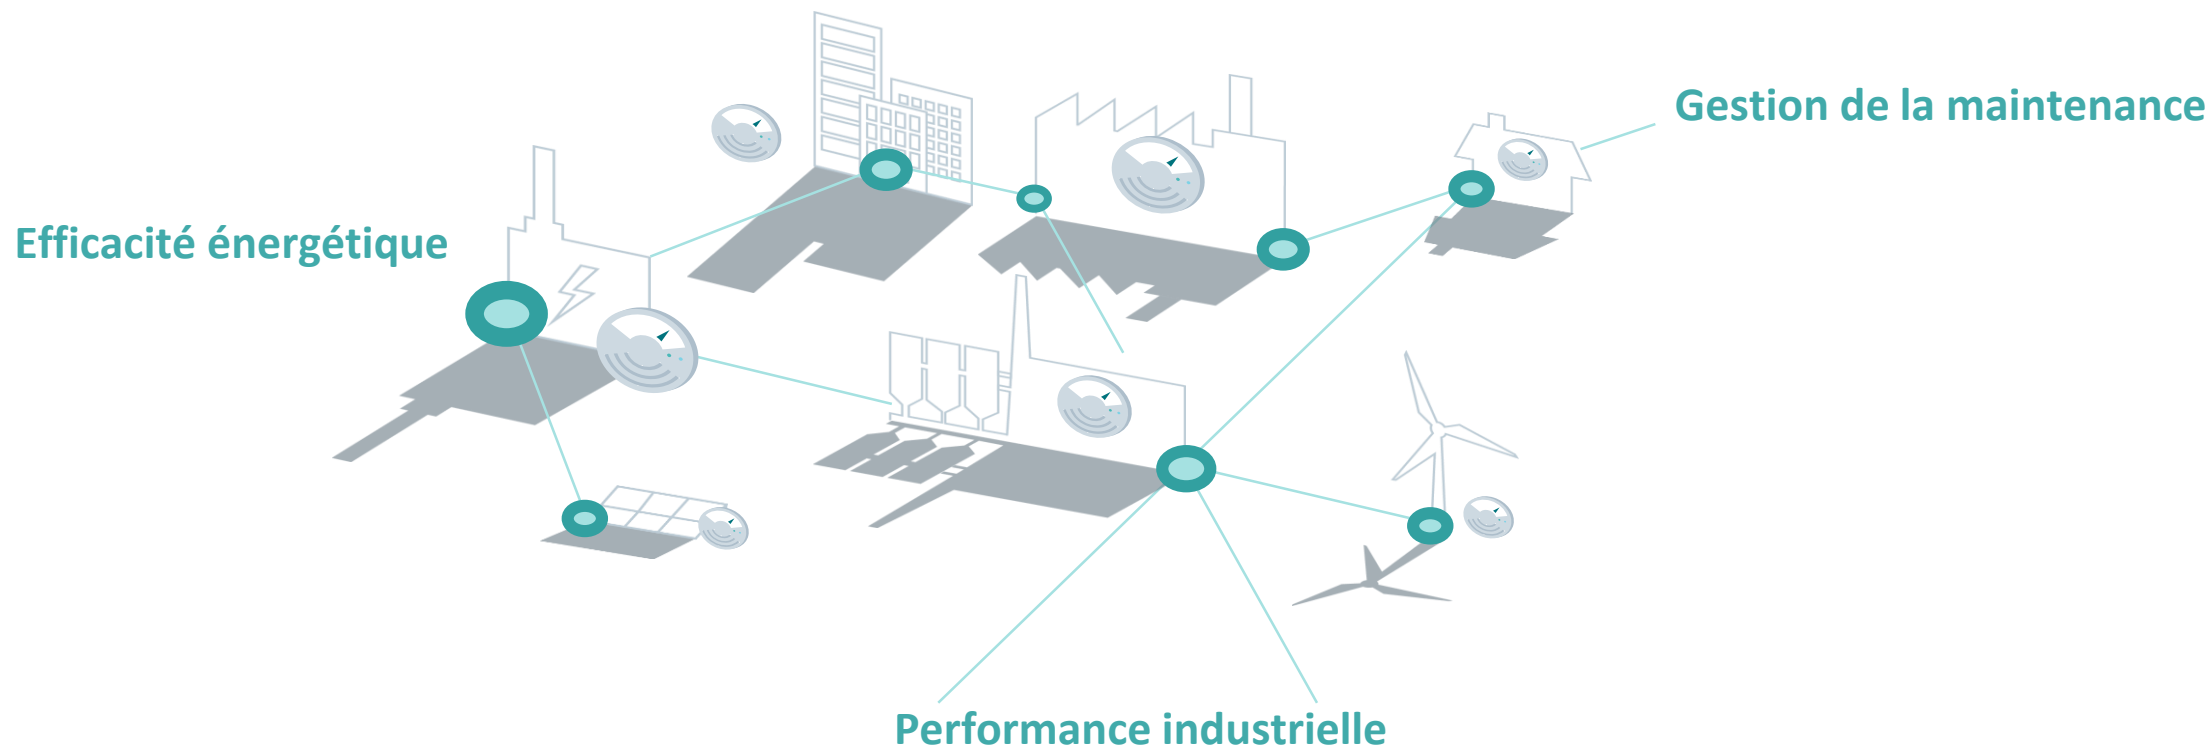 Gestion de la maintenance
Efficacité énergétique
Performance industrielle